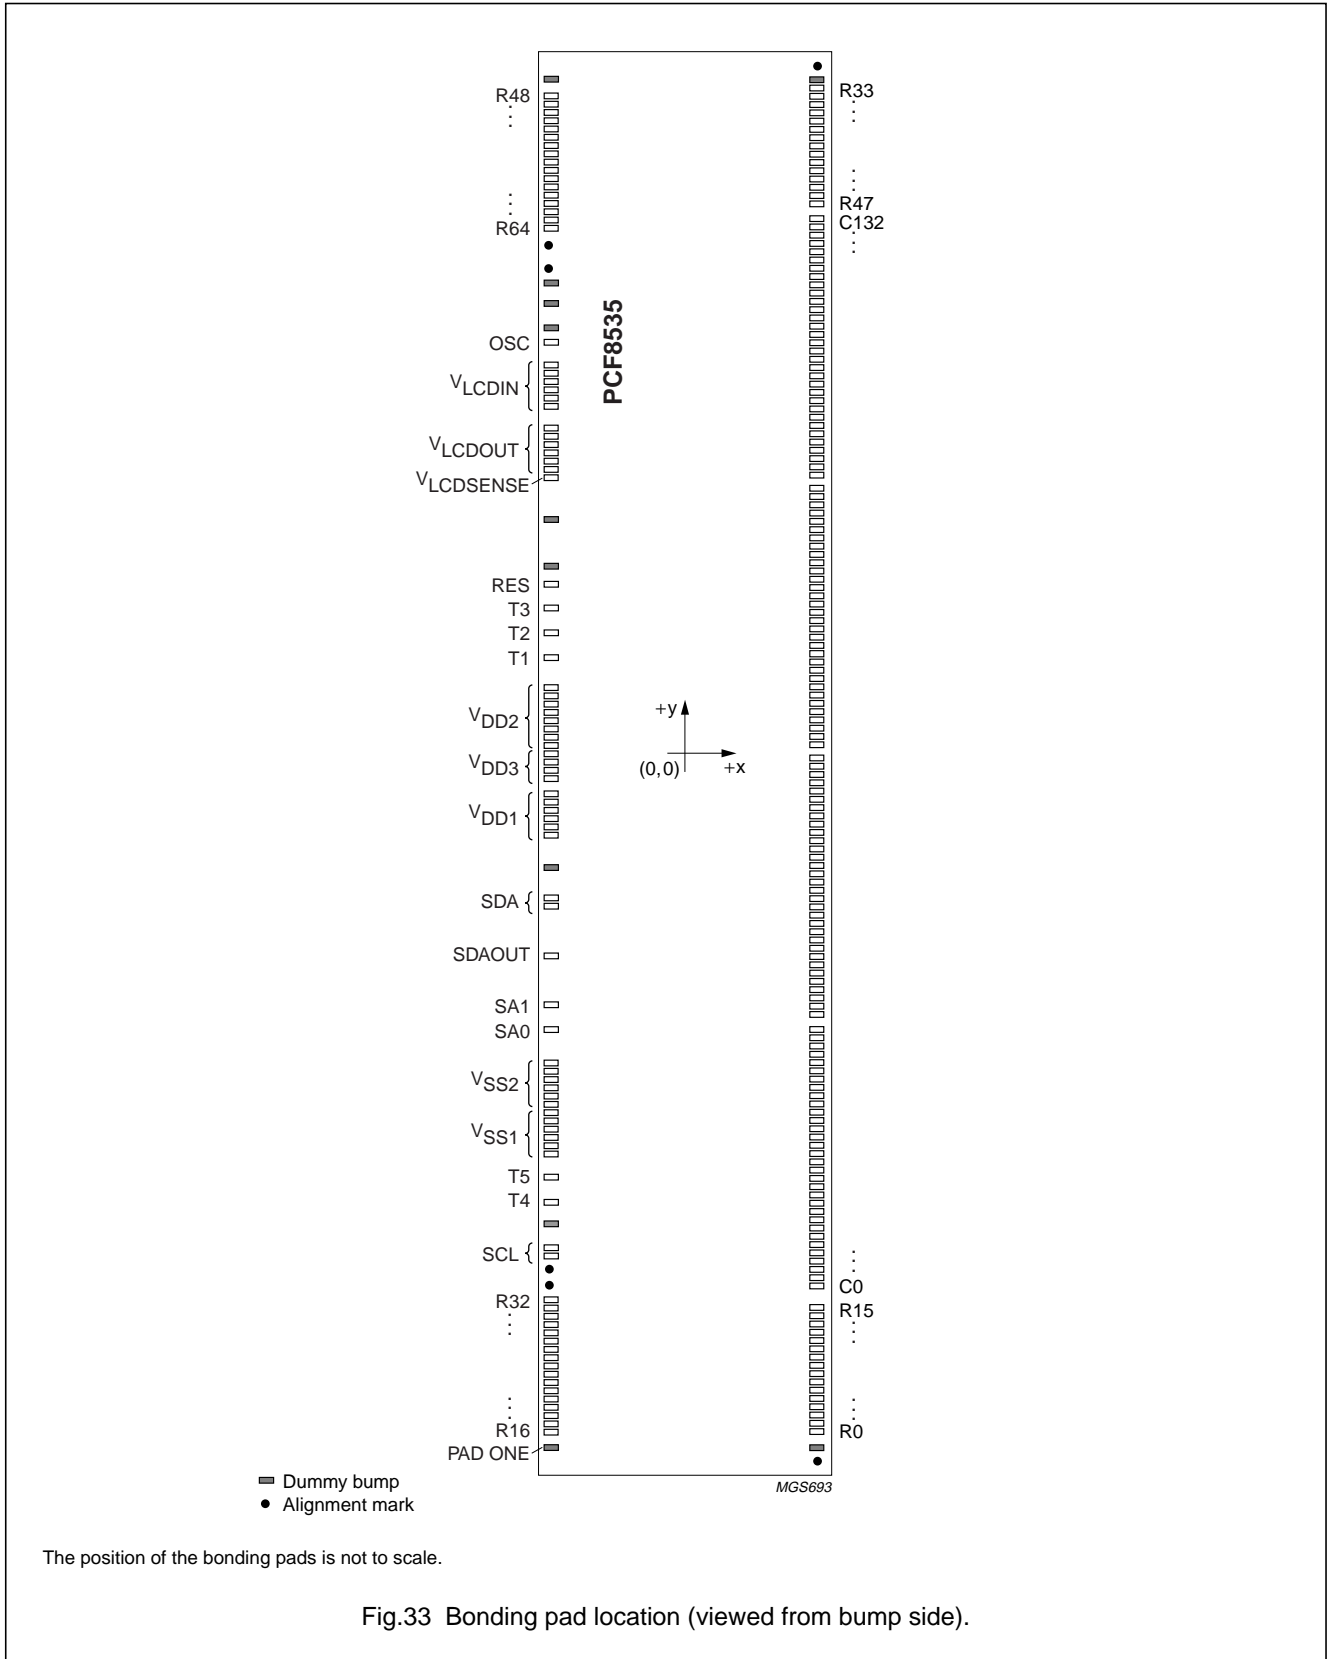 R48
R33
R47
R64
C132
PCF8535
OSC
VLCDIN
VLCDOUT
VLCDSENSE
RES
T3
T2
T1
VDD2
+y
VDD3
(0,0)
+x
VDD1
SDA
SDAOUT
SA1
SA0
VSS2
VSS1
T5
T4
SCL
C0
R32
R15
R16
R0
PAD ONE
Dummy bump
MGS693
Alignment mark
The position of the bonding pads is not to scale.
Fig.33 Bonding pad location (viewed from bump side).